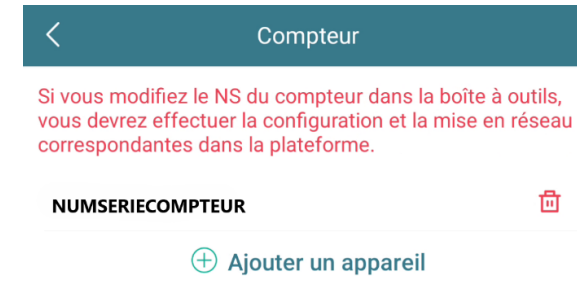 Compteur
Si vous modifiez le NS du compteur dans la boîte à outils,
vous devrez effectuer la configuration et la mise en réseau
correspondantes dans la plateforme.
NUMSERIECOMPTEUR
Ajouter un appareil